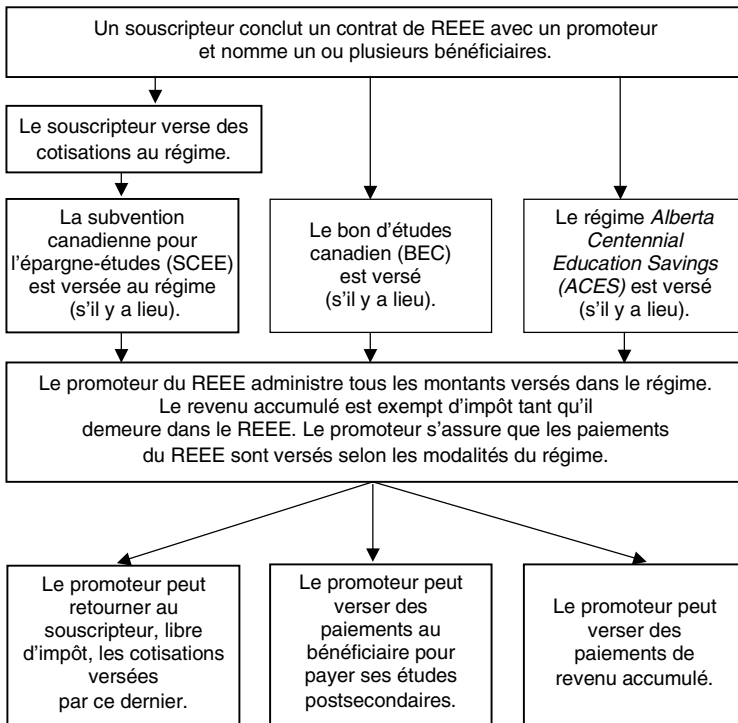 Un souscripteur conclut un contrat de REEE avec un promoteur
et nomme un ou plusieurs bénéficiaires.
Le souscripteur verse des
cotisations au régime.
La subvention
canadienne pour
l'épargne-études (SCEE)
est versée au régime
(s'il y a lieu).
Le bon d'études
canadien (BEC)
est versé
(s'il y a lieu).
Le régime Alberta
Centennial
Education Savings
(ACES) est versé
(s'il y a lieu).
Le promoteur du REEE administre tous les montants versés dans le régime.
Le revenu accumulé est exempt d'impôt tant qu'il
demeure dans le REEE. Le promoteur s'assure que les paiements
du REEE sont versés selon les modalités du régime.
Le promoteur peut
retourner au
souscripteur, libre
d'impôt, les cotisations
versées
par ce dernier.
Le promoteur peut
verser des
paiements au
bénéficiaire pour
payer ses études
postsecondaires.
Le promoteur peut
verser des
paiements de
revenu accumulé.